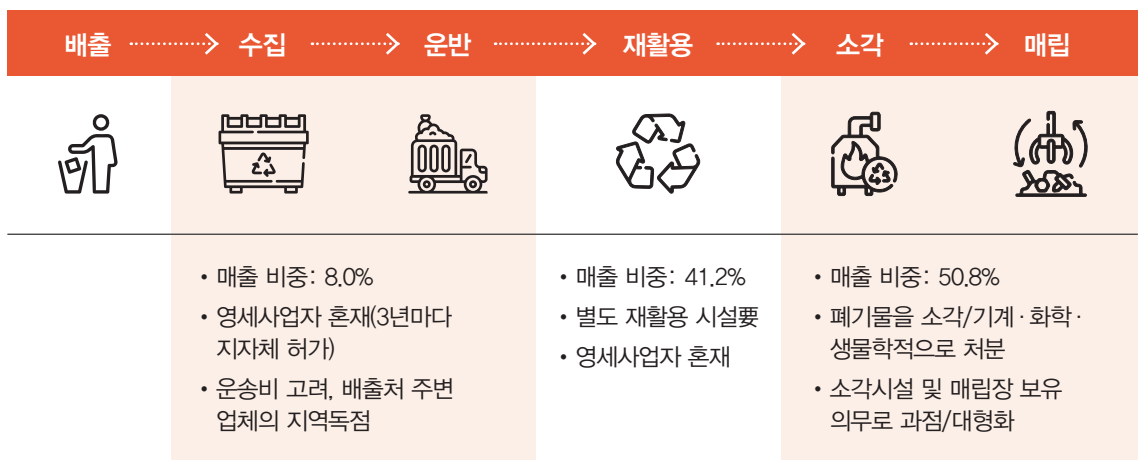 배출 수집 운반 재활용 소각 매립
• 매출 비중: 8.0%
• 영세사업자 혼재(3년마다
지자체 허가)
• 운송비 고려, 배출처 주변
업체의 지역독점
• 매출 비중: 41.2%
• 별도 재활용 시설要
• 영세사업자 혼재
• 매출 비중: 50.8%
• 폐기물을 소각/기계·화학·
생물학적으로 처분
• 소각시설 및 매립장 보유
의무로 과점/대형화